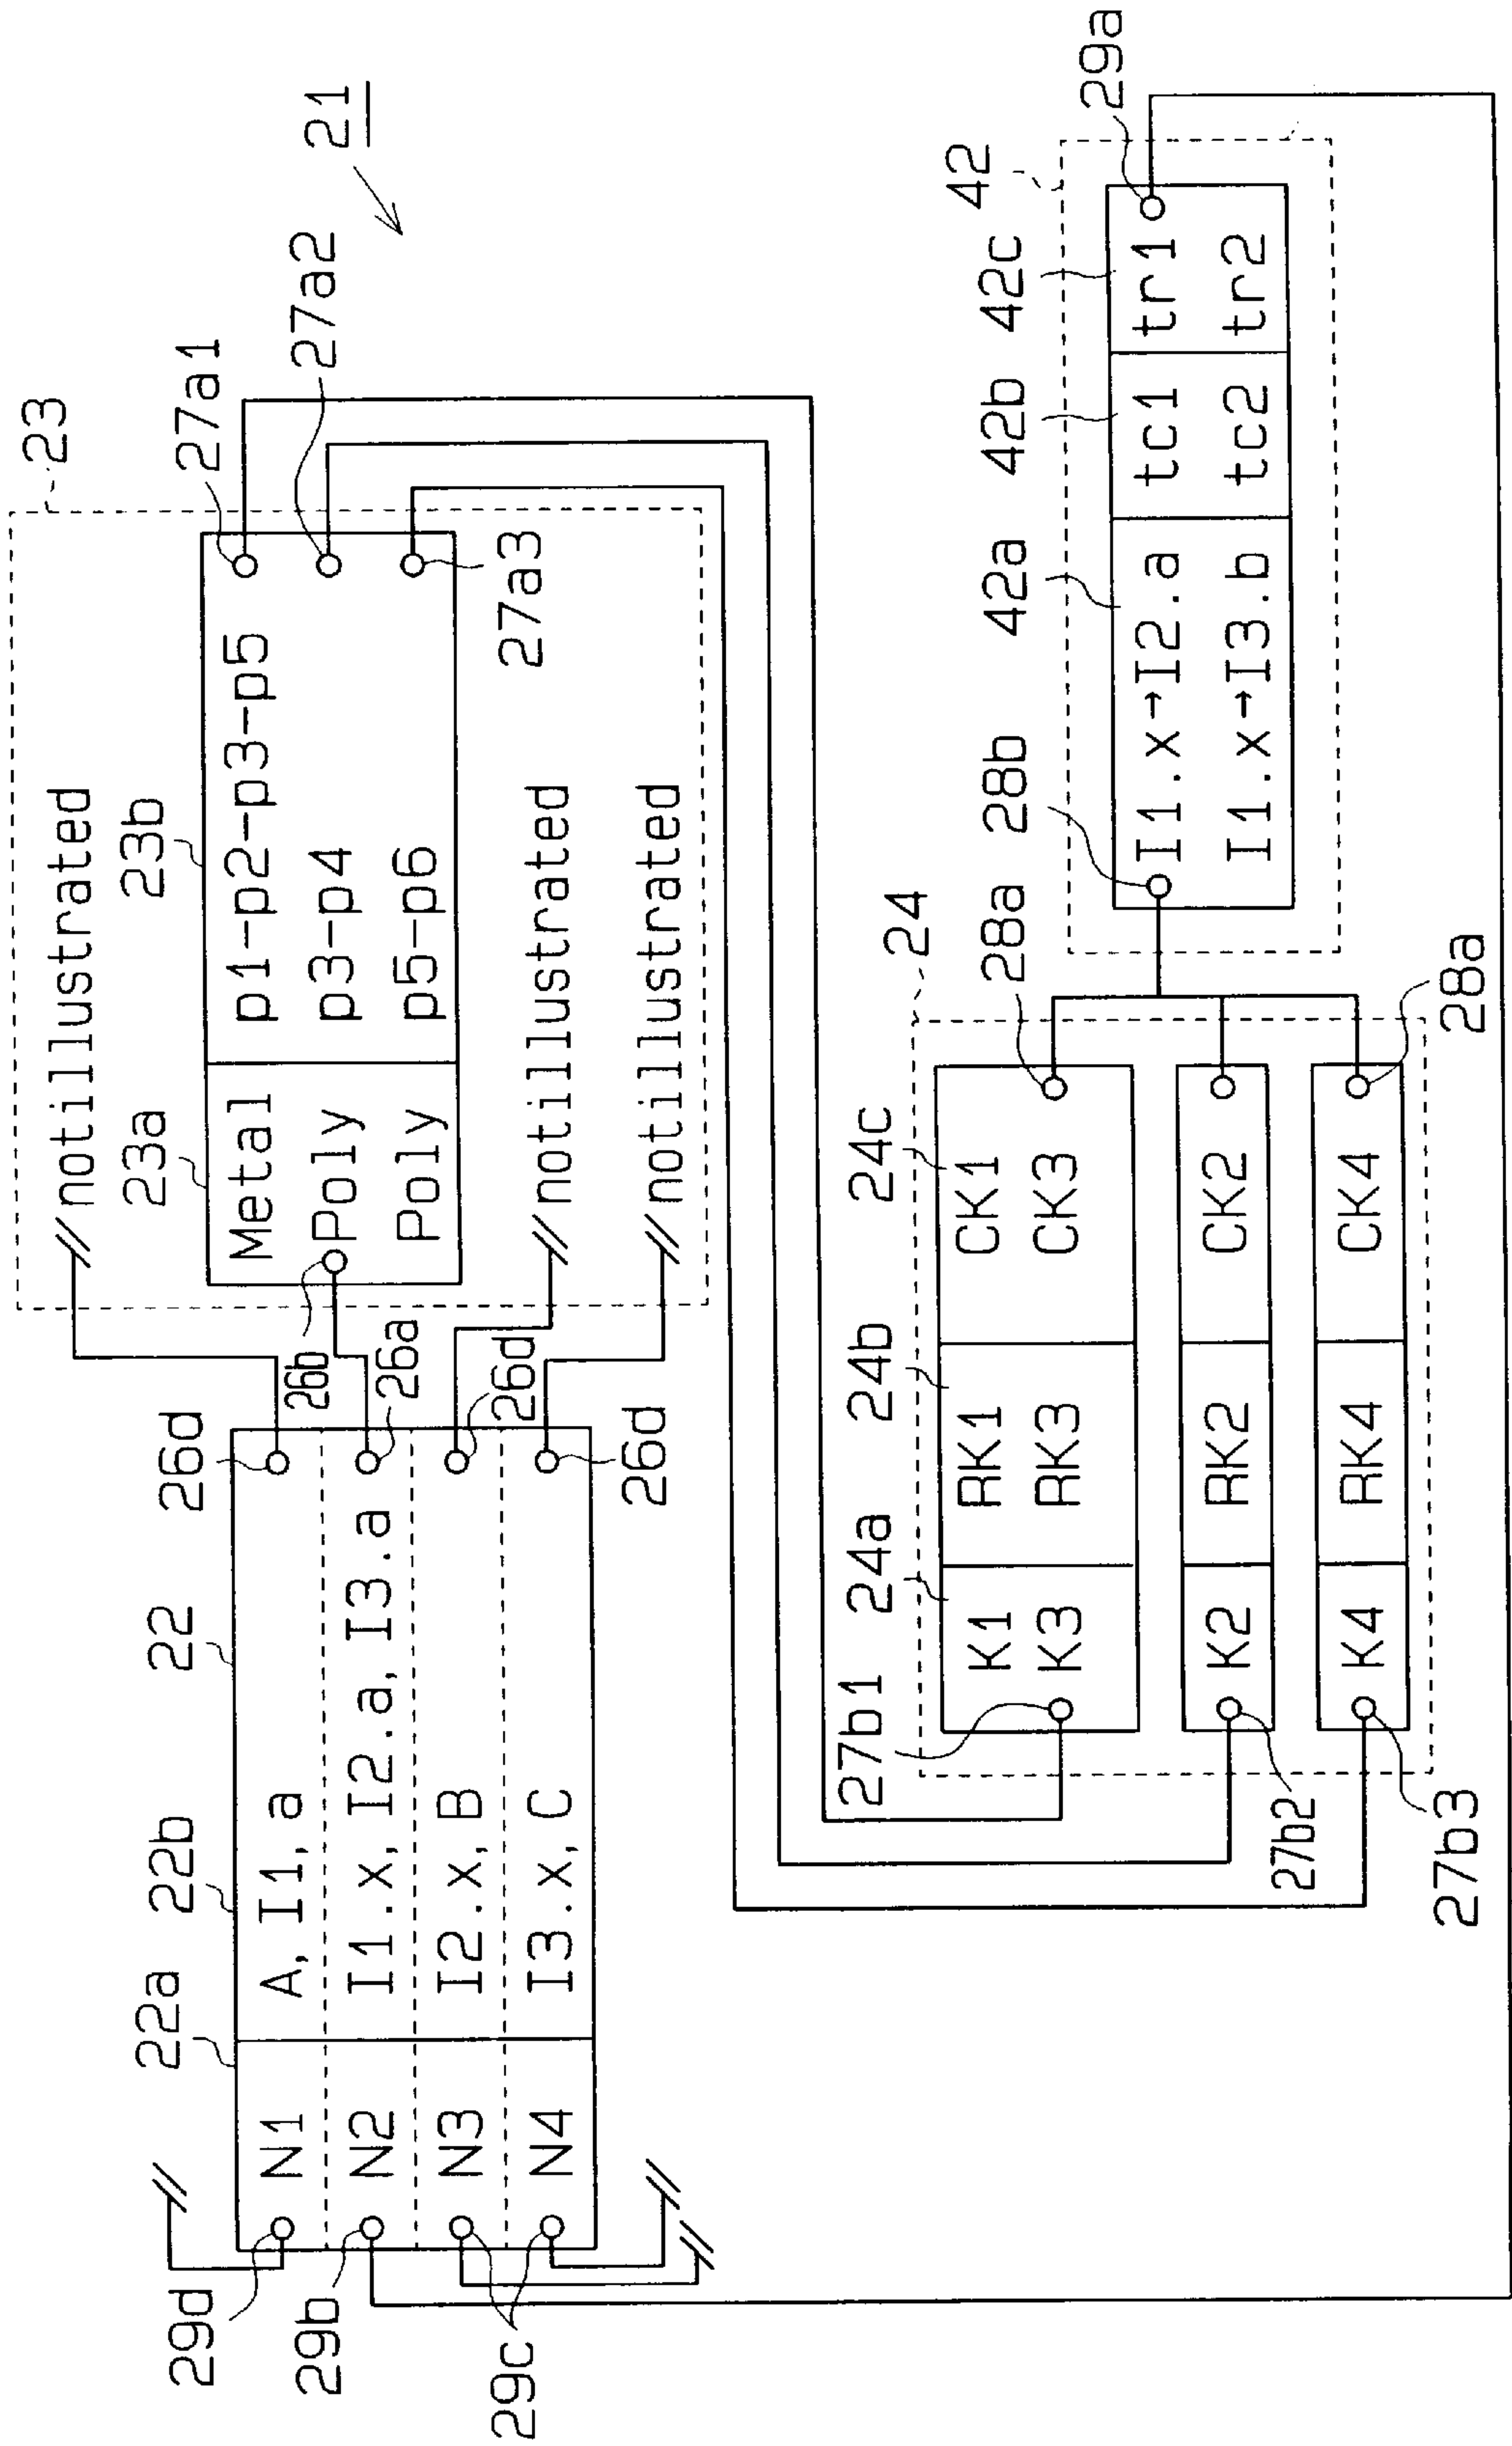 21
23
notillustrated
23a
23b
27a1
27a2
Metal p1-p2-p3-p5
Poly p3-p4
Poly p5-p6
26b
27a3
notillustrated
notillustrated
22a
22b
22
26d
26a
26d
26d
N1 A, I1, a
N2 I1.x, I2.a, I3.a
N3 I2.x, B
N4 I3.x, C
29d
29b
29c
24
24a
24b
24c
28a
27b1
K1 RK1 CK1
K3 RK3 CK3
K2 RK2 CK2
K4 RK4 CK4
27b2
27b3
28a
42
28b
42a
42b
42c
29a
I1.x→I2.a tc1 tr1
I1.x→I3.b tc2 tr2